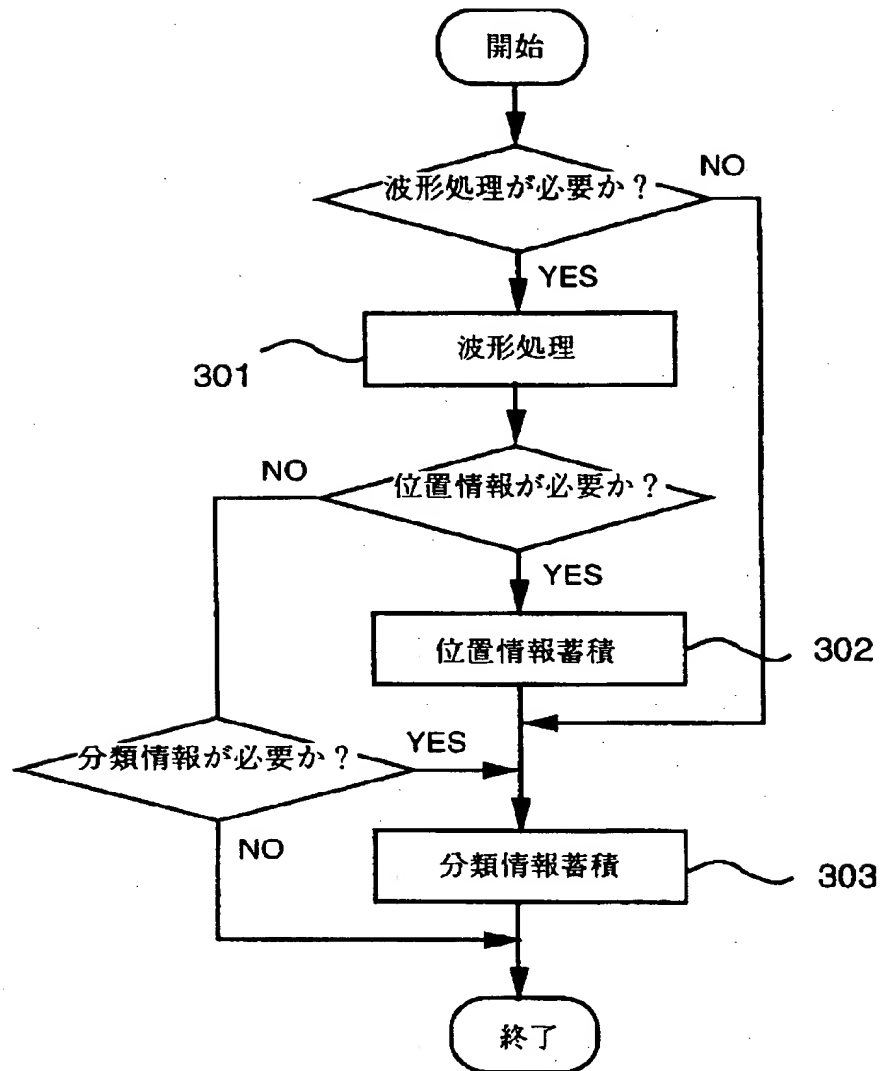 開始
波形処理が必要か？
NO
YES
波形処理
301
NO
位置情報が必要か？
YES
位置情報蓄積
302
分類情報が必要か？
YES
NO
分類情報蓄積
303
終了